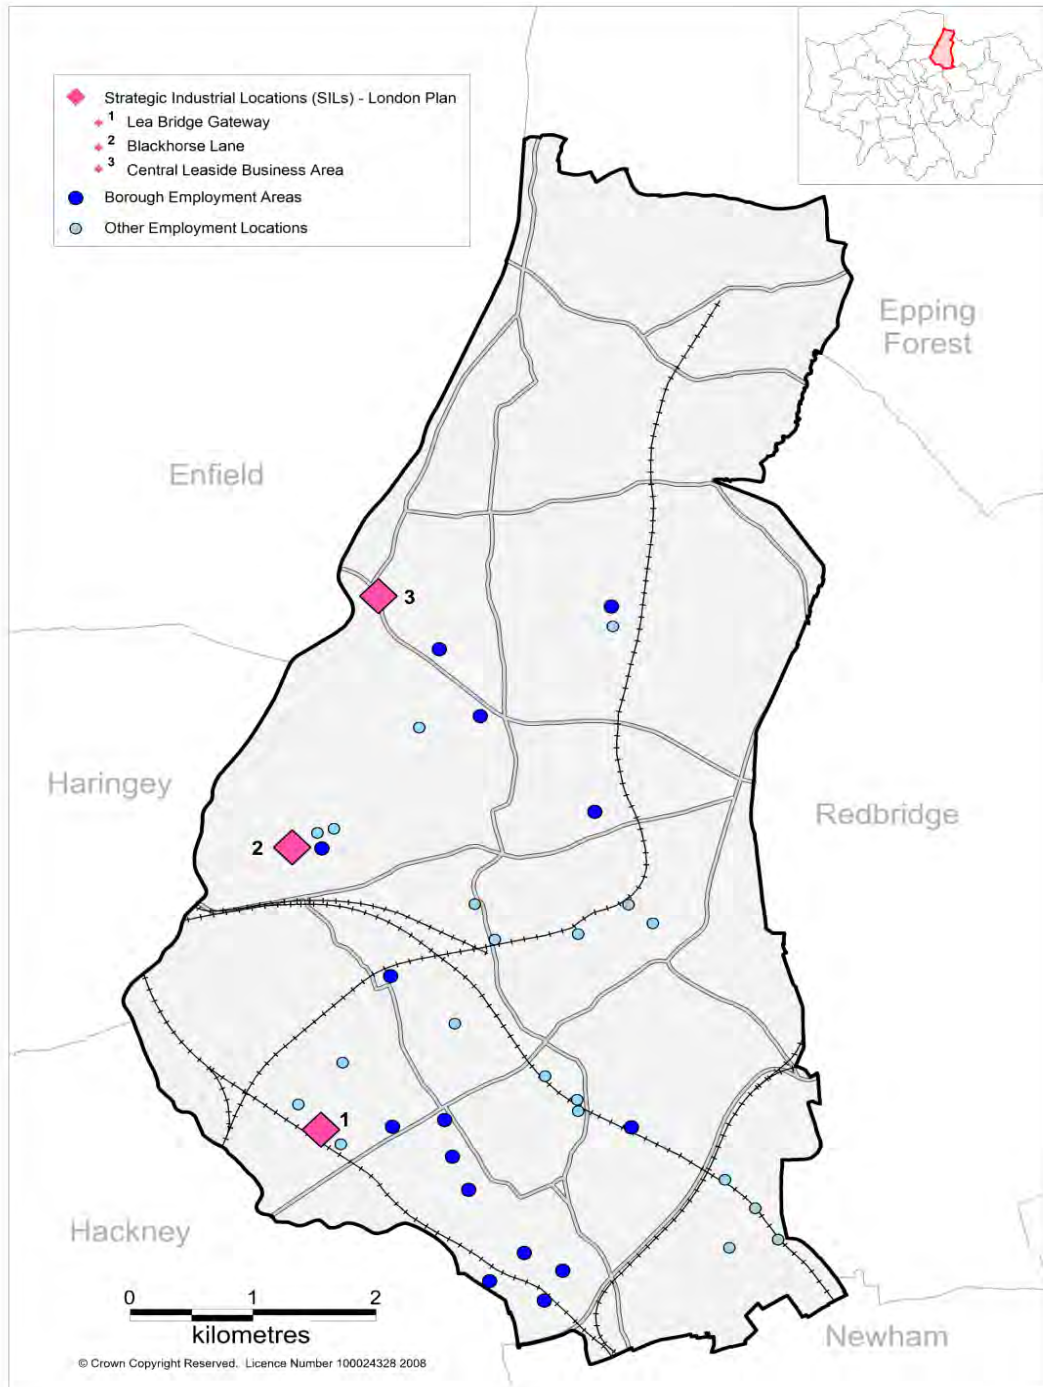 Strategic Industrial Locations (SILs) - London Plan
1 Lea Bridge Gateway
2 Blackhorse Lane
3 Central Leaside Business Area
Borough Employment Areas
Other Employment Locations
Epping
Forest
Enfield
3
Haringey
Redbridge
2
1
Hackney
0 1 2
kilometres
Newham
© Crown Copyright Reserved. Licence Number 100024328 2008